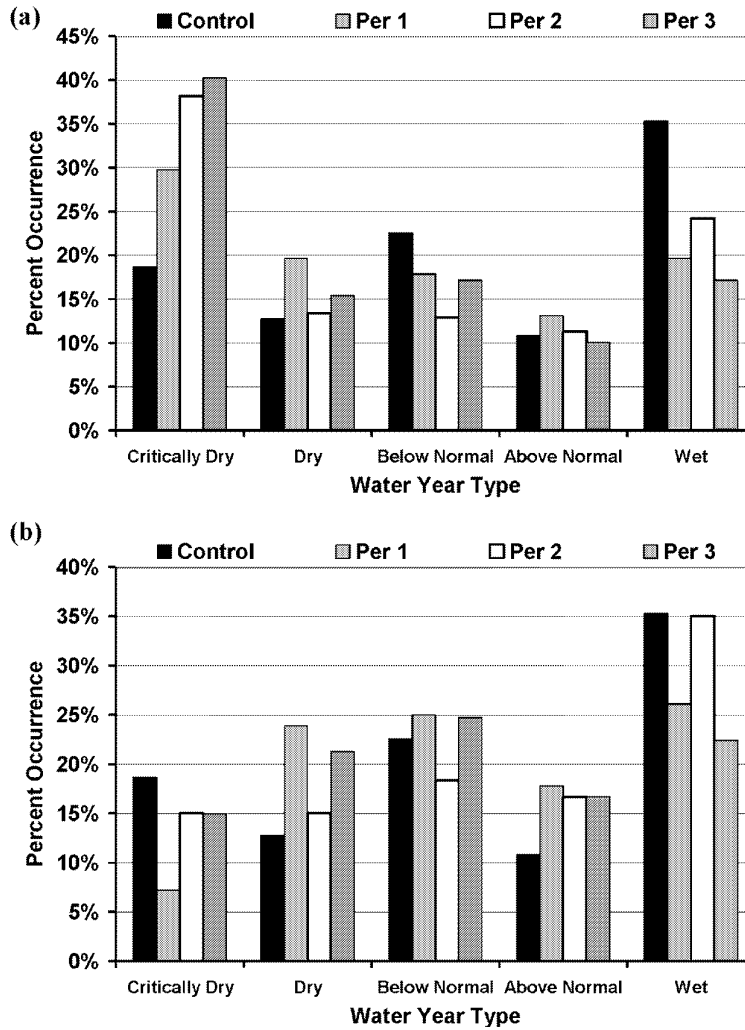 (a)
Control Per 1 Per 2 Per 3
45%
40%
35%
30%
25%
20%
15%
10%
5%
0%
Percent Occurrence
Critically Dry Dry Below Normal Above Normal Wet
Water Year Type
(b)
Control Per 1 Per 2 Per 3
40%
35%
30%
25%
20%
15%
10%
5%
0%
Percent Occurrence
Critically Dry Dry Below Normal Above Normal Wet
Water Year Type